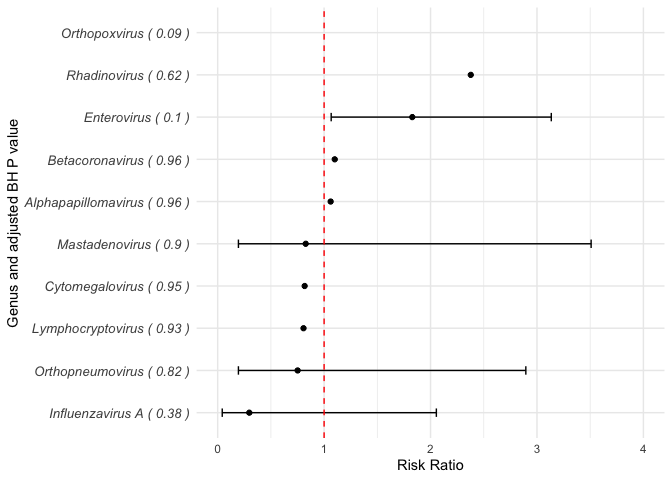 Genus and adjusted BH P value
Orthopoxvirus ( 0.09 )
Rhadinovirus ( 0.62 )
Enterovirus ( 0.1 )
Betacoronavirus ( 0.96 )
Alphapapillomavirus ( 0.96 )
Mastadenovirus ( 0.9 )
Cytomegalovirus ( 0.95 )
Lymphocryptovirus ( 0.93 )
Orthopneumovirus ( 0.82 )
Influenzavirus A ( 0.38 )
0 1 2 3 4
Risk Ratio